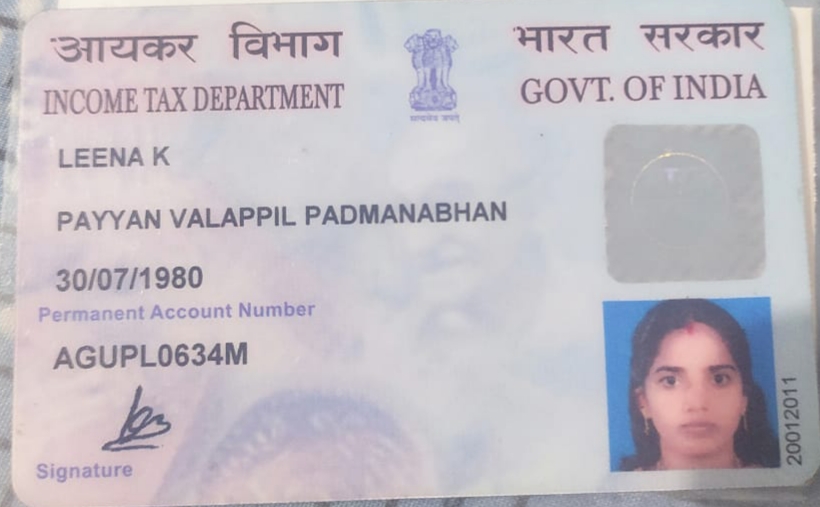 आयकर विभाग
भारत सरकार
INCOME TAX DEPARTMENT
GOVT. OF INDIA
सत्यमेव जयते
LEENA K
PAYYAN VALAPPIL PADMANABHAN
30/07/1980
Permanent Account Number
AGUPL0634M
Signature
20012011